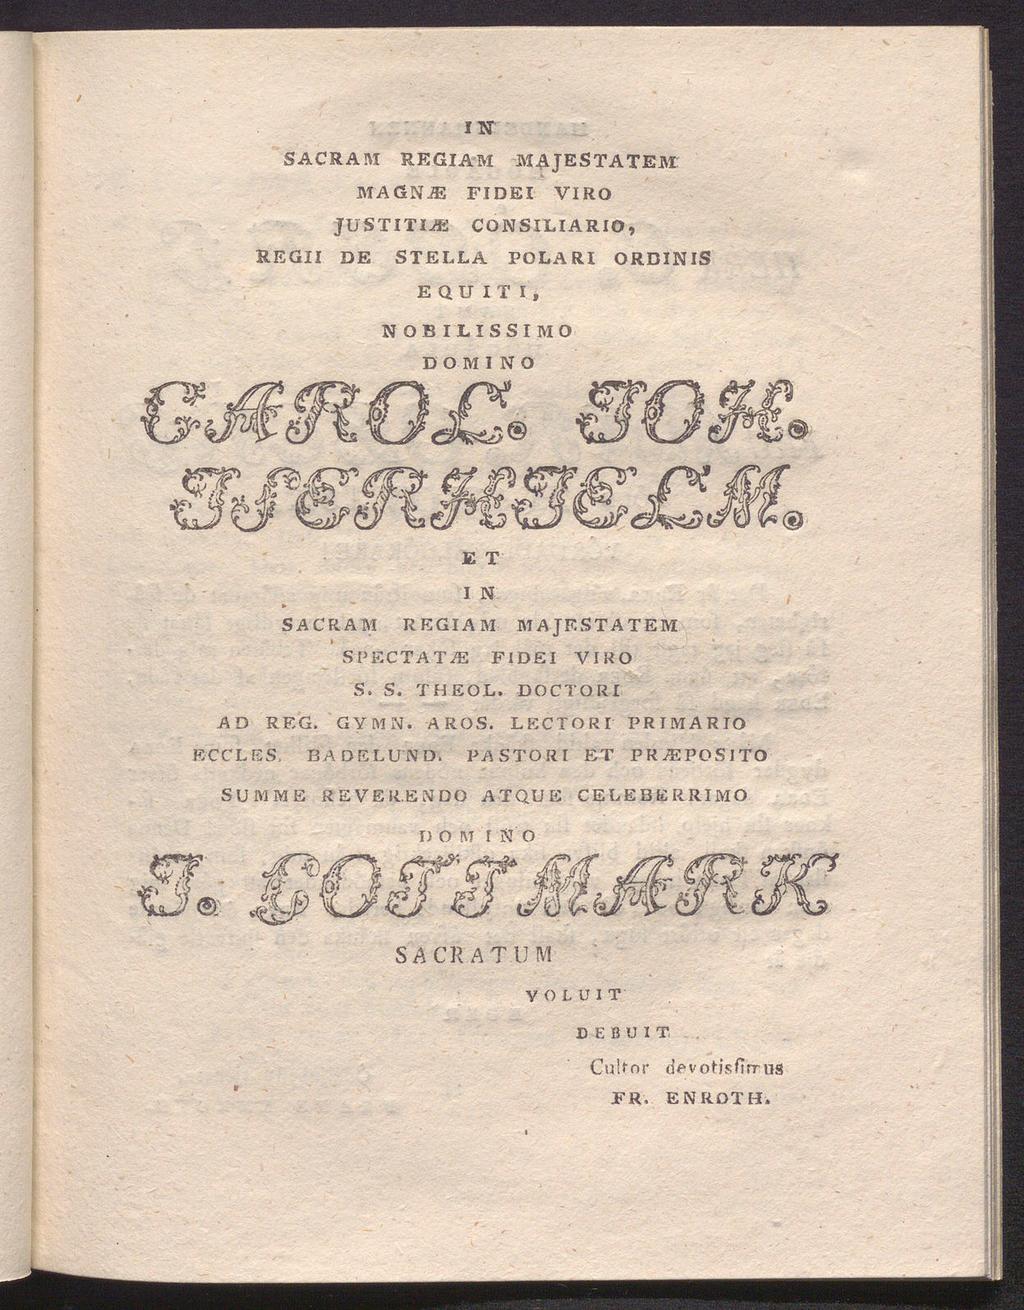 IN
SACRAM REGIAM MAJESTATEM
MAGNÆ FIDEI VIRO
JUSTITIÆ CONSILIARIO,
REGII DE STELLA POLARI ORDINIS
EQUITI,
NOBILISSIMO
DOMINO
CAROL. JOH.
ISERHJELM.
ET
IN
SACRAM REGIAM MAJESTATEM
SPECTATÆ FIDEI VIRO
S. S. THEOL. DOCTORI
AD REG. GYMN. AROS. LECTORI PRIMARIO
ECCLES. BADELUND. PASTORI ET PRÆPOSITO
SUMME REVERENDO ATQUE CELEBERRIMO
DOMINO
J. COTTMARK
SACRATUM
VOLUIT
DEBUIT
Cultor devotisſimus
FR. ENROTH.